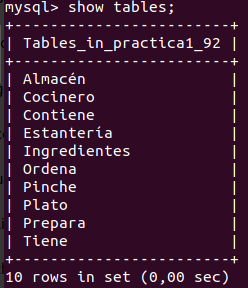 mysql> show tables;
+----------------------+
| Tables_in_practica1_92 |
+----------------------+
| Almacén |
| Cocinero |
| Contiene |
| Estantería |
| Ingredientes |
| Ordena |
| Pinche |
| Plato |
| Prepara |
| Tiene |
+----------------------+
10 rows in set (0,00 sec)